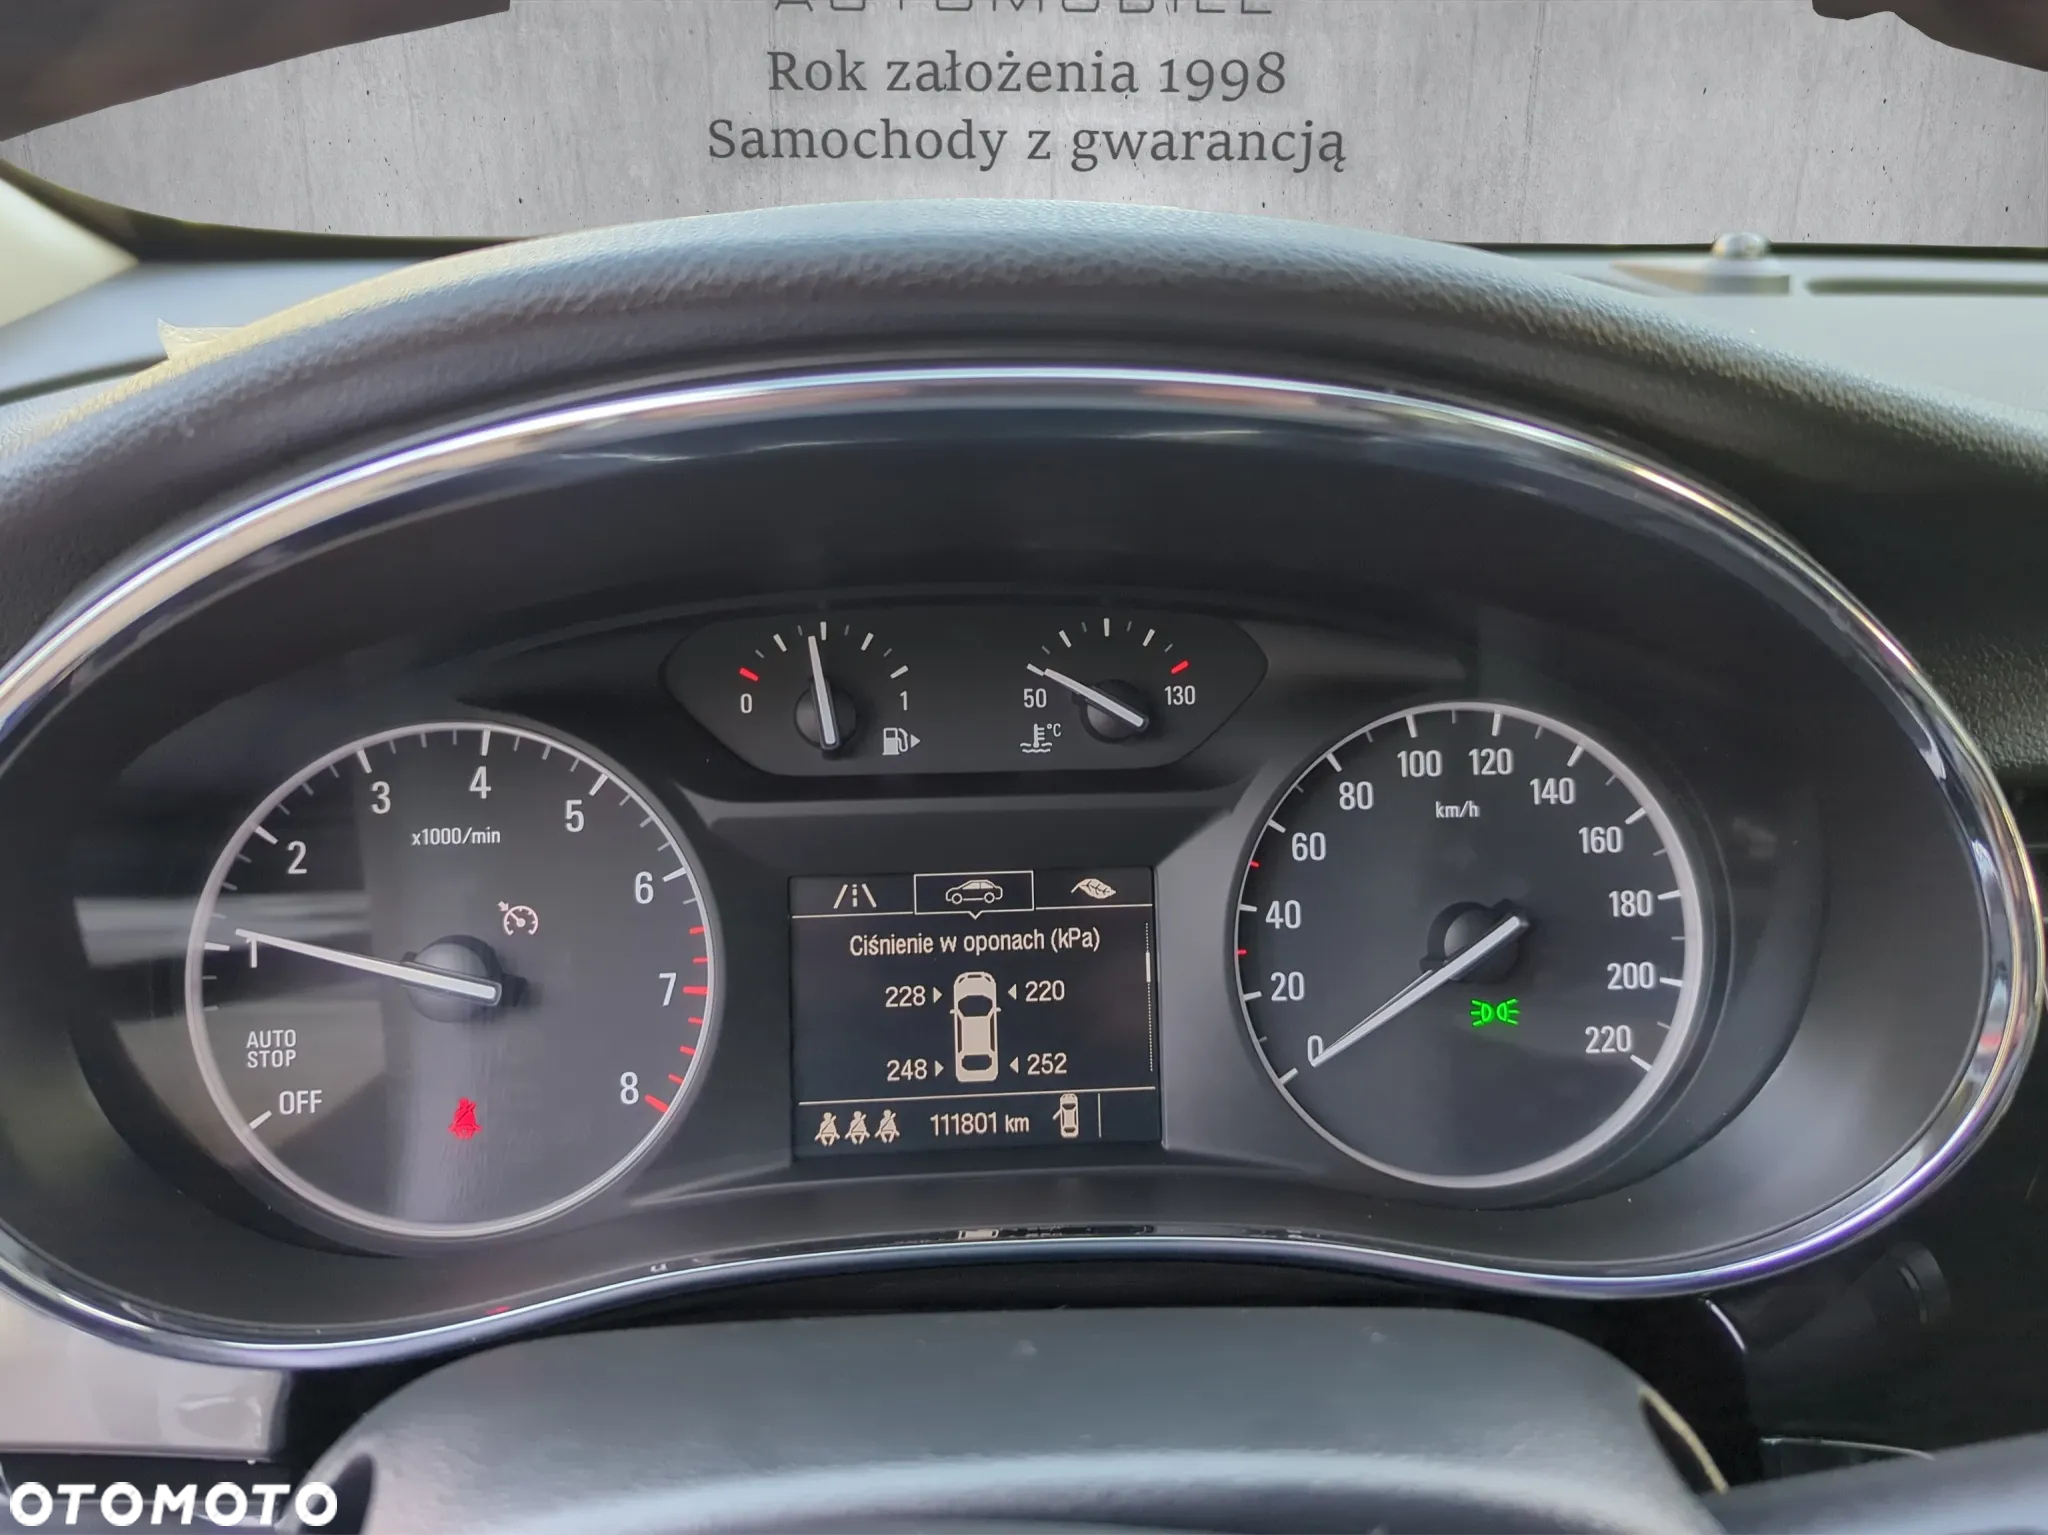 AUTOMOBILE
Rok założenia 1998
Samochody z gwarancją
0 1
50 130
°C
OFF
AUTO
STOP
1 2 3 4 5 6 7 8
x1000/min
Ciśnienie w oponach (kPa)
228 220
248 252
111801 km
0 20 40 60 80 100 120 140 160 180 200 220
km/h
OTOMOTO